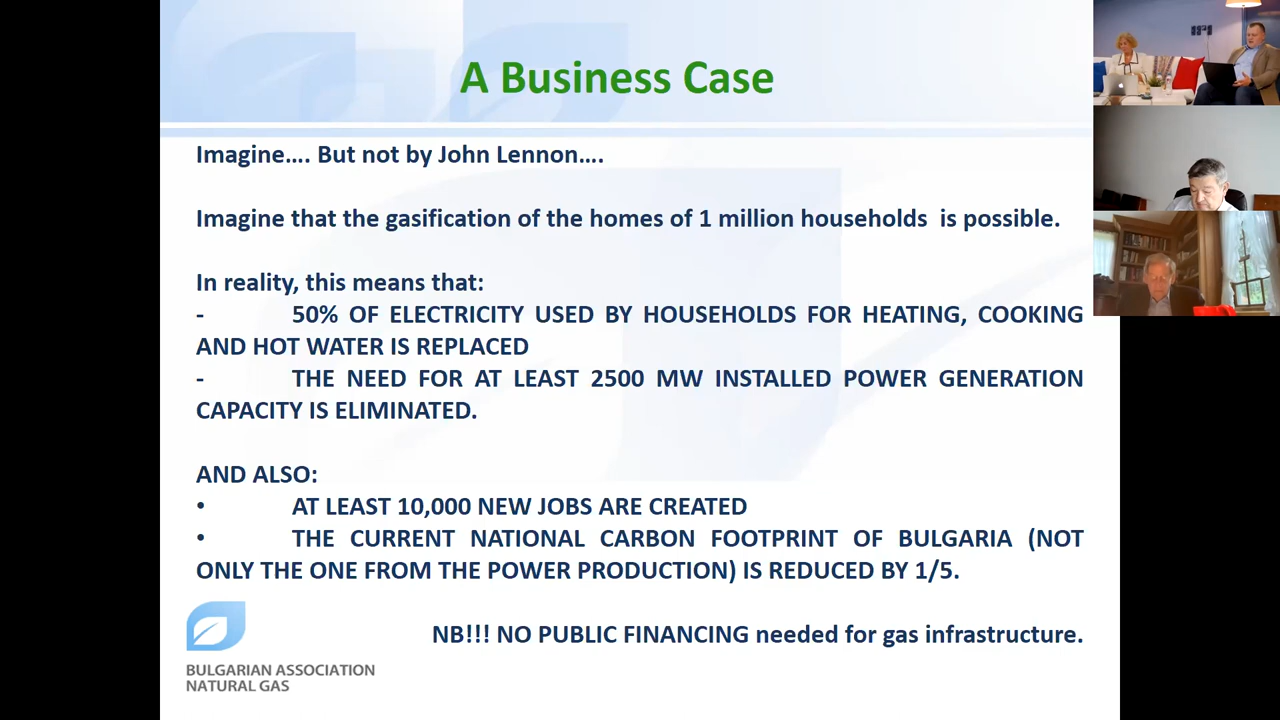 A Business Case
Imagine…. But not by John Lennon….
Imagine that the gasification of the homes of 1 million households is possible.
In reality, this means that:
- 50% OF ELECTRICITY USED BY HOUSEHOLDS FOR HEATING, COOKING
AND HOT WATER IS REPLACED
- THE NEED FOR AT LEAST 2500 MW INSTALLED POWER GENERATION
CAPACITY IS ELIMINATED.
AND ALSO:
• AT LEAST 10,000 NEW JOBS ARE CREATED
• THE CURRENT NATIONAL CARBON FOOTPRINT OF BULGARIA (NOT
ONLY THE ONE FROM THE POWER PRODUCTION) IS REDUCED BY 1/5.
NB!!! NO PUBLIC FINANCING needed for gas infrastructure.
BULGARIAN ASSOCIATION
NATURAL GAS